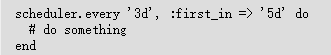 scheduler.every '3d', :first_in => '5d' do
  # do something
end